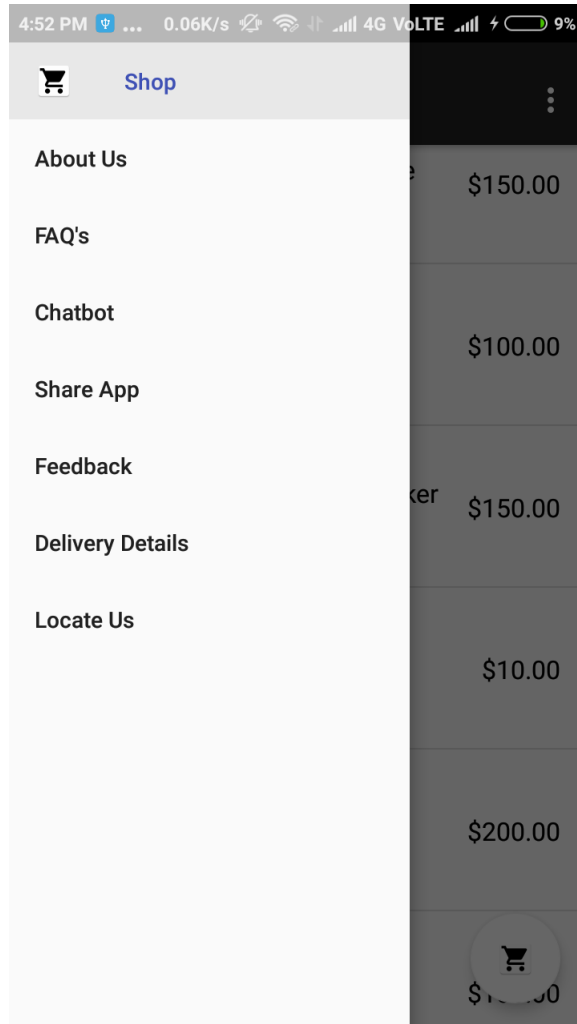 4:52 PM ... 0.06K/s 4G VoLTE 9%
Shop
About Us
$150.00
FAQ's
Chatbot
$100.00
Share App
Feedback
ker
$150.00
Delivery Details
Locate Us
$10.00
$200.00